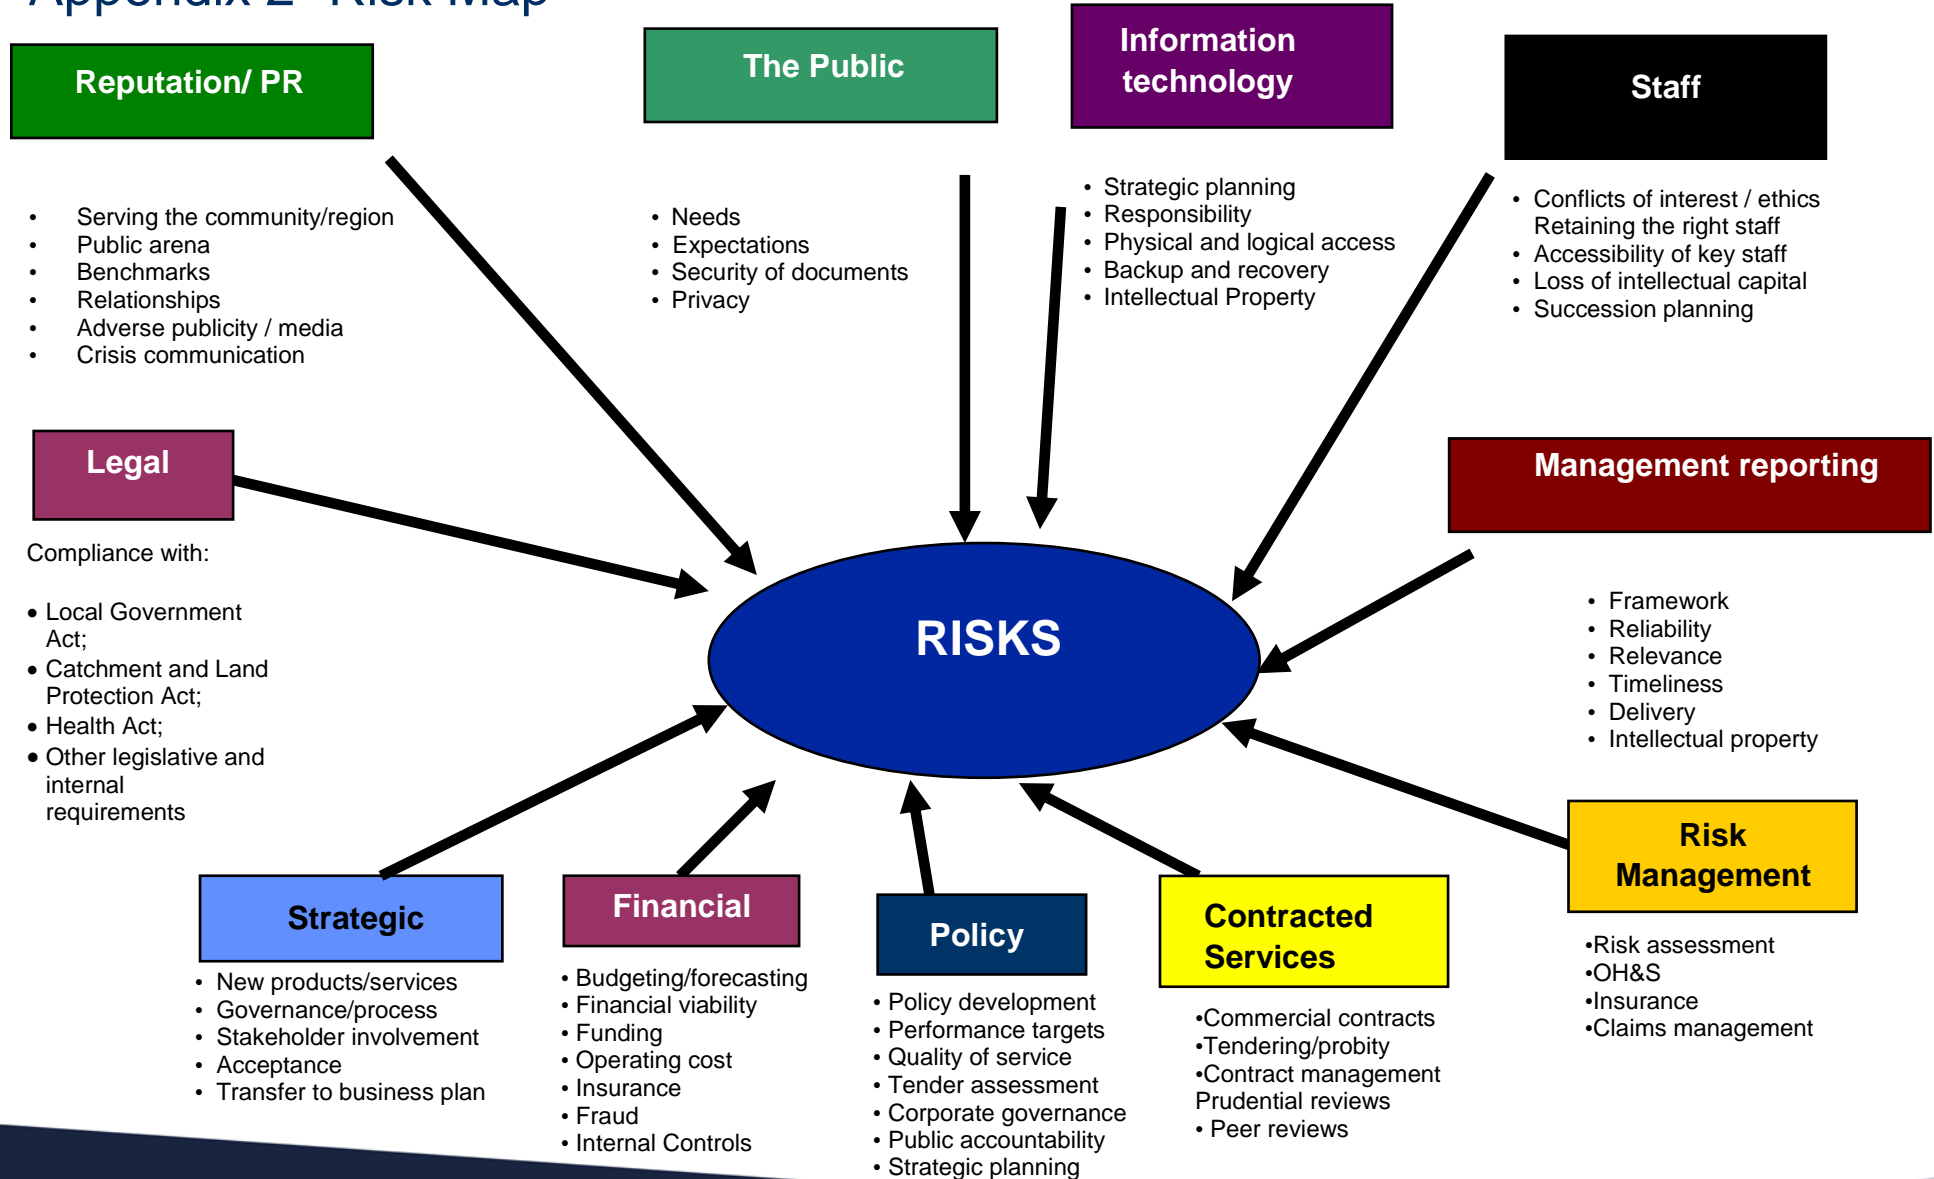 Appendix 2 Risk Map
Reputation/ PR
• Serving the community/region
• Public arena
• Benchmarks
• Relationships
• Adverse publicity / media
• Crisis communication
The Public
• Needs
• Expectations
• Security of documents
• Privacy
Information
technology
• Strategic planning
• Responsibility
• Physical and logical access
• Backup and recovery
• Intellectual Property
Staff
• Conflicts of interest / ethics
Retaining the right staff
• Accessibility of key staff
• Loss of intellectual capital
• Succession planning
Legal
Compliance with:
• Local Government
Act;
• Catchment and Land
Protection Act;
• Health Act;
• Other legislative and
internal
requirements
RISKS
Management reporting
• Framework
• Reliability
• Relevance
• Timeliness
• Delivery
• Intellectual property
Strategic
• New products/services
• Governance/process
• Stakeholder involvement
• Acceptance
• Transfer to business plan
Financial
• Budgeting/forecasting
• Financial viability
• Funding
• Operating cost
• Insurance
• Fraud
• Internal Controls
Policy
• Policy development
• Performance targets
• Quality of service
• Tender assessment
• Corporate governance
• Public accountability
• Strategic planning
Contracted
Services
•Commercial contracts
•Tendering/probity
•Contract management
Prudential reviews
• Peer reviews
Risk
Management
•Risk assessment
•OH&S
•Insurance
•Claims management